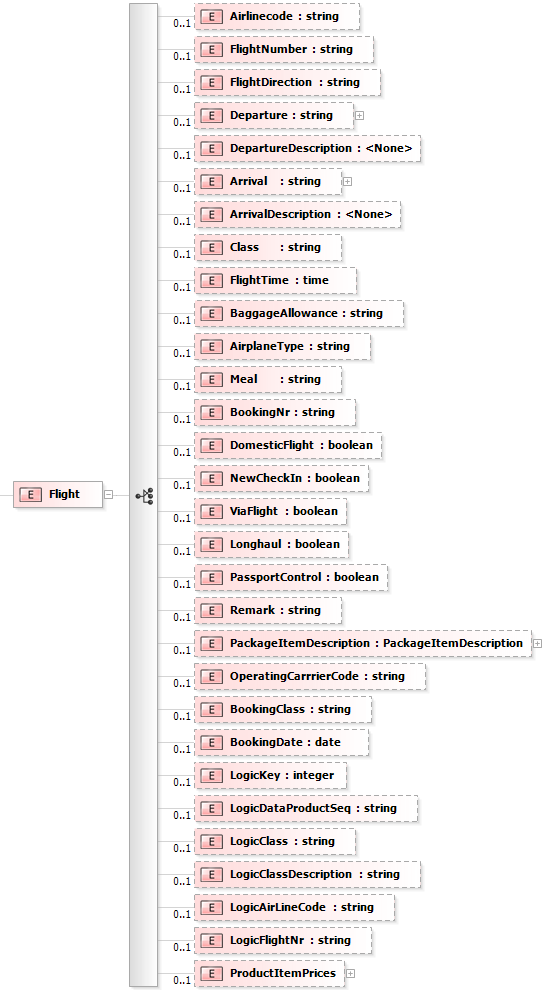 E Airlinecode : string
0..1
E FlightNumber : string
0..1
E FlightDirection : string
0..1
E Departure : string
0..1
E DepartureDescription : <None>
0..1
E Arrival : string
0..1
E ArrivalDescription : <None>
0..1
E Class : string
0..1
E FlightTime : time
0..1
E BaggageAllowance : string
0..1
E AirplaneType : string
0..1
E Meal : string
0..1
E BookingNr : string
0..1
E DomesticFlight : boolean
0..1
E NewCheckIn : boolean
0..1
E Flight
E ViaFlight : boolean
0..1
E Longhaul : boolean
0..1
E PassportControl : boolean
0..1
E Remark : string
0..1
E PackageItemDescription : PackageItemDescription
0..1
E OperatingCarrrierCode : string
0..1
E BookingClass : string
0..1
E BookingDate : date
0..1
E LogicKey : integer
0..1
E LogicDataProductSeq : string
0..1
E LogicClass : string
0..1
E LogicClassDescription : string
0..1
E LogicAirLineCode : string
0..1
E LogicFlightNr : string
0..1
E ProductItemPrices
0..1